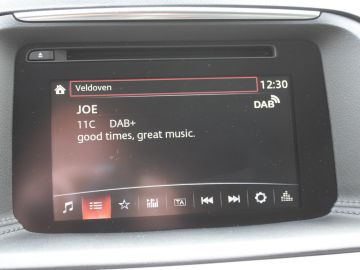 Veldoven 12:30
JOE DAB
11C DAB+
good times, great music.
TA